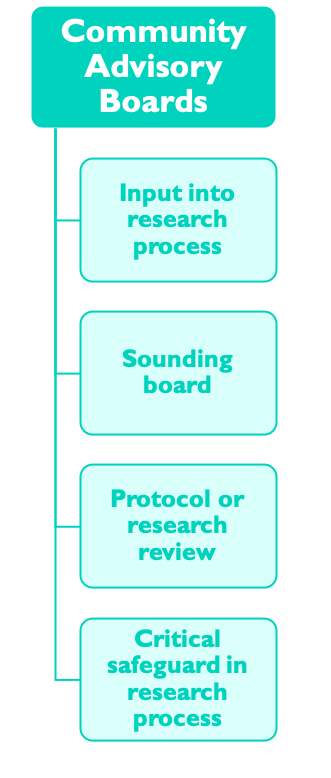 Community
Advisory
Boards
Input into
research
process
Sounding
board
Protocol or
research
review
Critical
safeguard in
research
process